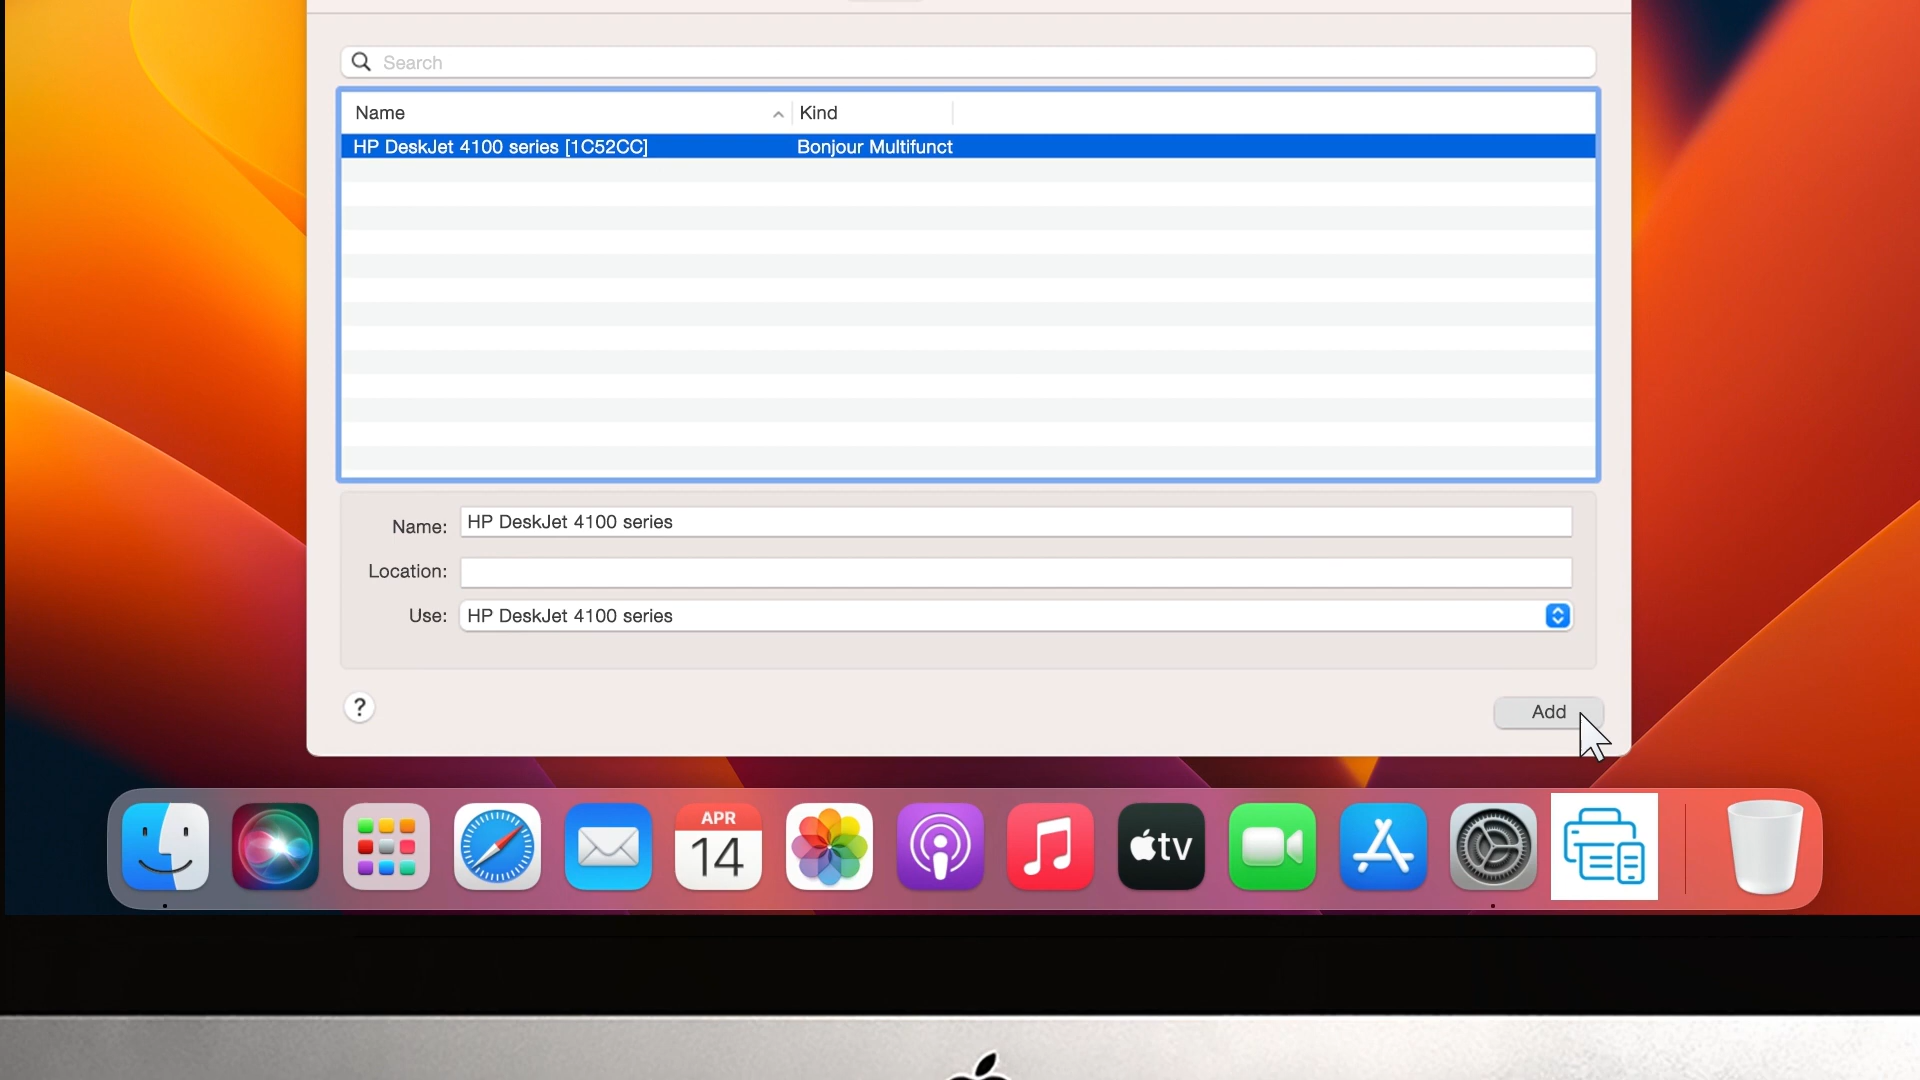 Search
Name Kind
HP DeskJet 4100 series [1C52CC] Bonjour Multifunct
Name: HP DeskJet 4100 series
Location:
Use: HP DeskJet 4100 series
?
Add
APR
14
tv